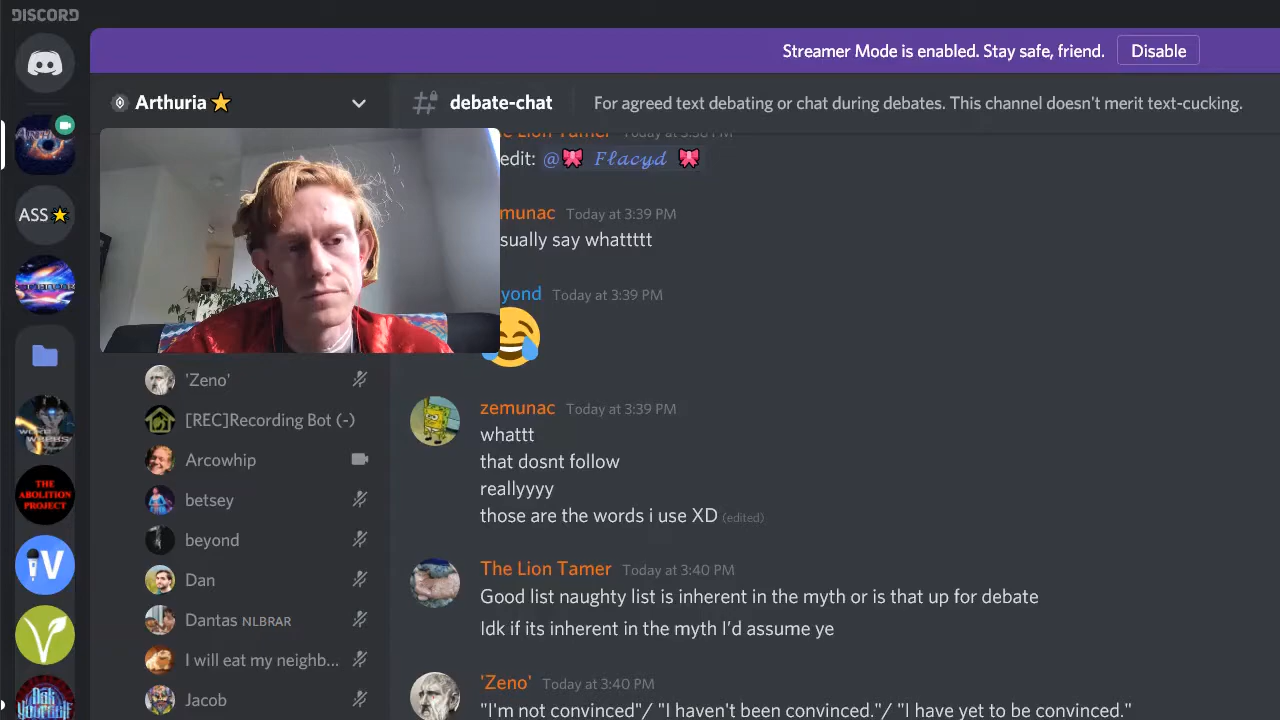 DISCORD
Streamer Mode is enabled. Stay safe, friend. Disable
Arthuria
debate-chat
For agreed text debating or chat during debates. This channel doesn't merit text-cucking.
ASS
THE
ABOLITION
PROJECT
V
'Zeno'
[REC]Recording Bot (-)
Arcowhip
betsey
beyond
Dan
Dantas NLBRAR
I will eat my neighb...
Jacob
Lion Tamer Today at
edit: @🎀 𝓕𝓵𝓪𝓬𝔂𝓭 🎀
munac Today at 3:39 PM
sually say whattttt
yond Today at 3:39 PM
zemunac Today at 3:39 PM
whattt
that dosnt follow
reallyyyy
those are the words i use XD (edited)
The Lion Tamer Today at 3:40 PM
Good list naughty list is inherent in the myth or is that up for debate
Idk if its inherent in the myth I'd assume ye
'Zeno' Today at 3:40 PM
"I'm not convinced"/ "I haven't been convinced."/ "I have yet to be convinced."